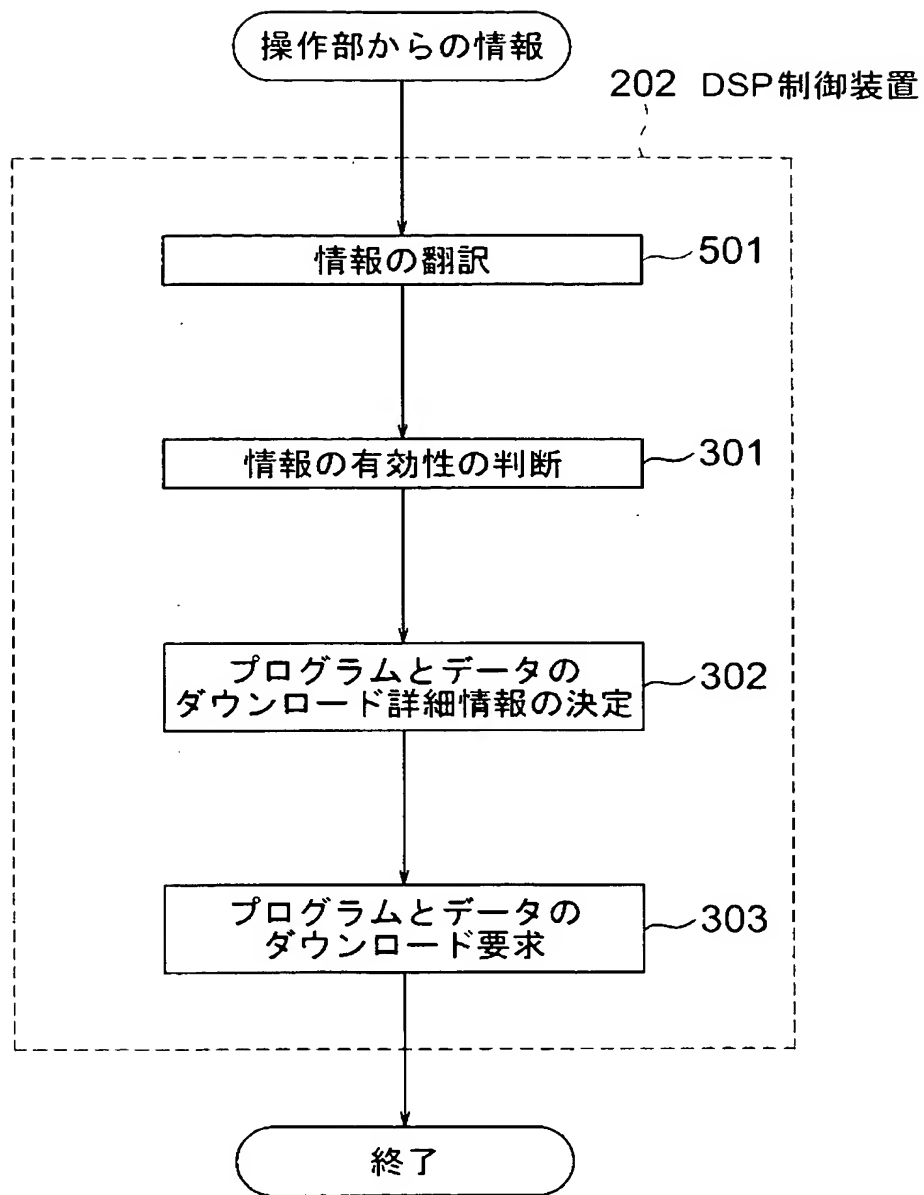 操作部からの情報
202 DSP制御装置
情報の翻訳
501
情報の有効性の判断
301
プログラムとデータの
ダウンロード詳細情報の決定
302
プログラムとデータの
ダウンロード要求
303
終了